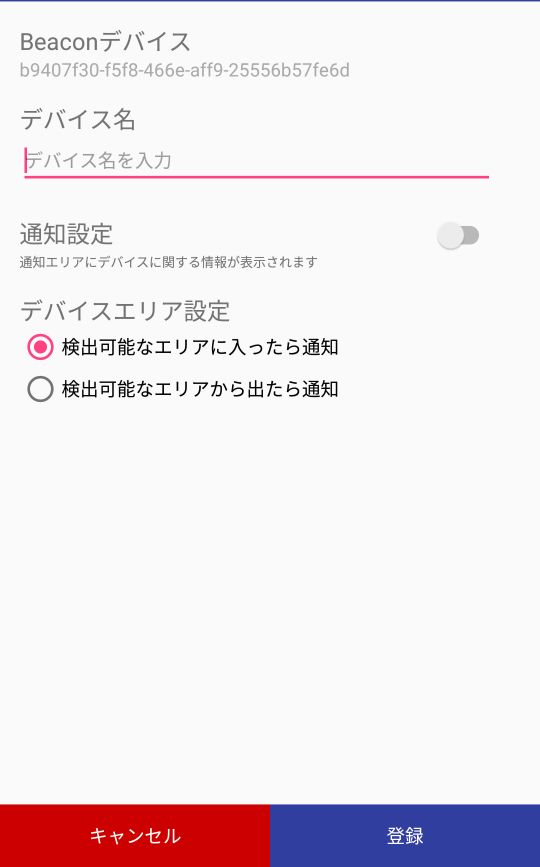 Beaconデバイス
b9407f30-f5f8-466e-aff9-25556b57fe6d
デバイス名
デバイス名を入力
通知設定
通知エリアにデバイスに関する情報が表示されます
デバイスエリア設定
検出可能なエリアに入ったら通知
検出可能なエリアから出たら通知
キャンセル
登録